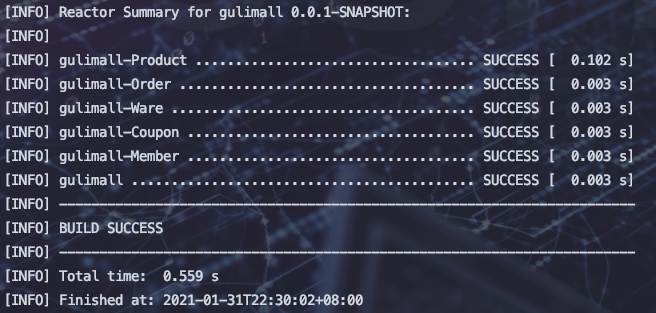 [INFO] Reactor Summary for gulimall 0.0.1-SNAPSHOT:
[INFO]
[INFO] gulimall-Product ................................... SUCCESS [  0.102 s]
[INFO] gulimall-Order ..................................... SUCCESS [  0.003 s]
[INFO] gulimall-Ware ...................................... SUCCESS [  0.003 s]
[INFO] gulimall-Coupon .................................... SUCCESS [  0.003 s]
[INFO] gulimall-Member .................................... SUCCESS [  0.003 s]
[INFO] gulimall ........................................... SUCCESS [  0.003 s]
[INFO] ------------------------------------------------------------------------
[INFO] BUILD SUCCESS
[INFO] ------------------------------------------------------------------------
[INFO] Total time:  0.559 s
[INFO] Finished at: 2021-01-31T22:30:02+08:00